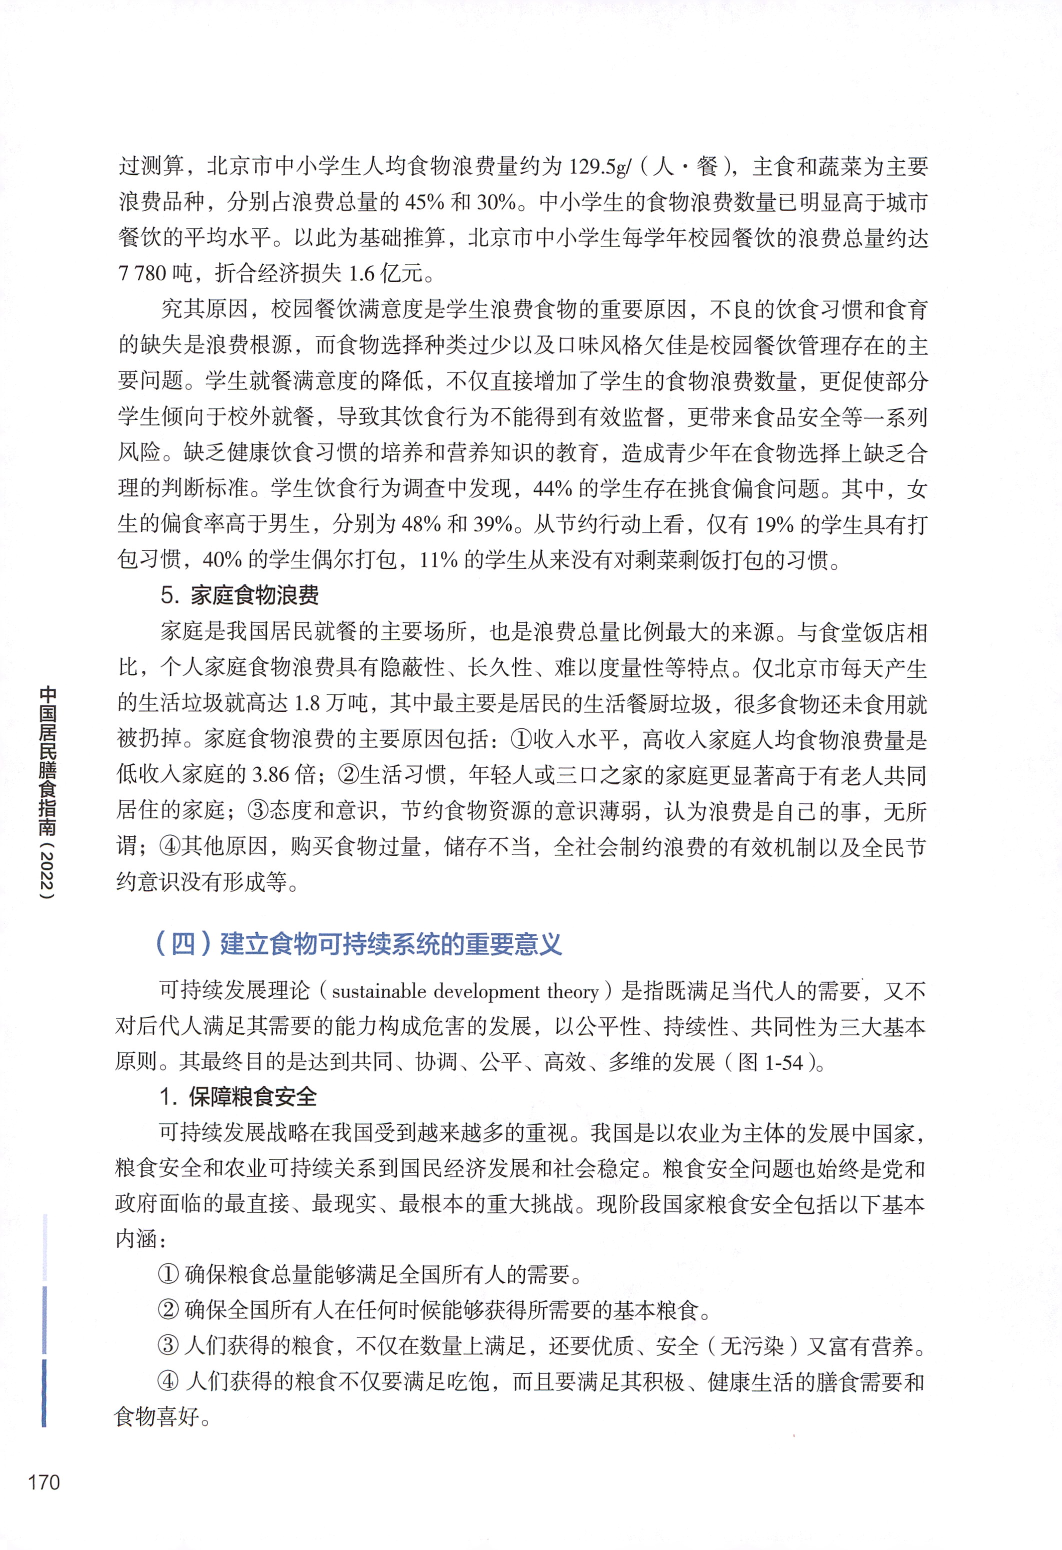 过测算，北京市中小学生人均食物浪费量约为 129.5g/（人·餐），主食和蔬菜为主要
浪费品种，分别占浪费总量的 45% 和 30%。中小学生的食物浪费数量已明显高于城市
餐饮的平均水平。以此为基础推算，北京市中小学生每学年校园餐饮的浪费总量约达
7 780 吨，折合经济损失 1.6 亿元。
究其原因，校园餐饮满意度是学生浪费食物的重要原因，不良的饮食习惯和食育
的缺失是浪费根源，而食物选择种类过少以及口味风格欠佳是校园餐饮管理存在的主
要问题。学生就餐满意度的降低，不仅直接增加了学生的食物浪费数量，更促使部分
学生倾向于校外就餐，导致其饮食行为不能得到有效监督，更带来食品安全等一系列
风险。缺乏健康饮食习惯的培养和营养知识的教育，造成青少年在食物选择上缺乏合
理的判断标准。学生饮食行为调查中发现，44% 的学生存在挑食偏食问题。其中，女
生的偏食率高于男生，分别为 48% 和 39%。从节约行动上看，仅有 19% 的学生具有打
包习惯，40% 的学生偶尔打包，11% 的学生从来没有对剩菜剩饭打包的习惯。
5. 家庭食物浪费
家庭是我国居民就餐的主要场所，也是浪费总量比例最大的来源。与食堂饭店相
比，个人家庭食物浪费具有隐蔽性、长久性、难以度量性等特点。仅北京市每天产生
的生活垃圾就高达 1.8 万吨，其中最主要是居民的生活餐厨垃圾，很多食物还未食用就
被扔掉。家庭食物浪费的主要原因包括：①收入水平，高收入家庭人均食物浪费量是
低收入家庭的 3.86 倍；②生活习惯，年轻人或三口之家的家庭更显著高于有老人共同
居住的家庭；③态度和意识，节约食物资源的意识薄弱，认为浪费是自己的事，无所
谓；④其他原因，购买食物过量，储存不当，全社会制约浪费的有效机制以及全民节
约意识没有形成等。
（四）建立食物可持续系统的重要意义
可持续发展理论（sustainable development theory）是指既满足当代人的需要，又不
对后代人满足其需要的能力构成危害的发展，以公平性、持续性、共同性为三大基本
原则。其最终目的是达到共同、协调、公平、高效、多维的发展（图 1-54）。
1. 保障粮食安全
可持续发展战略在我国受到越来越多的重视。我国是以农业为主体的发展中国家，
粮食安全和农业可持续关系到国民经济发展和社会稳定。粮食安全问题也始终是党和
政府面临的最直接、最现实、最根本的重大挑战。现阶段国家粮食安全包括以下基本
内涵：
① 确保粮食总量能够满足全国所有人的需要。
② 确保全国所有人在任何时候能够获得所需要的基本粮食。
③ 人们获得的粮食，不仅在数量上满足，还要优质、安全（无污染）又富有营养。
④ 人们获得的粮食不仅要满足吃饱，而且要满足其积极、健康生活的膳食需要和
食物喜好。
中国居民膳食指南（2022）
170